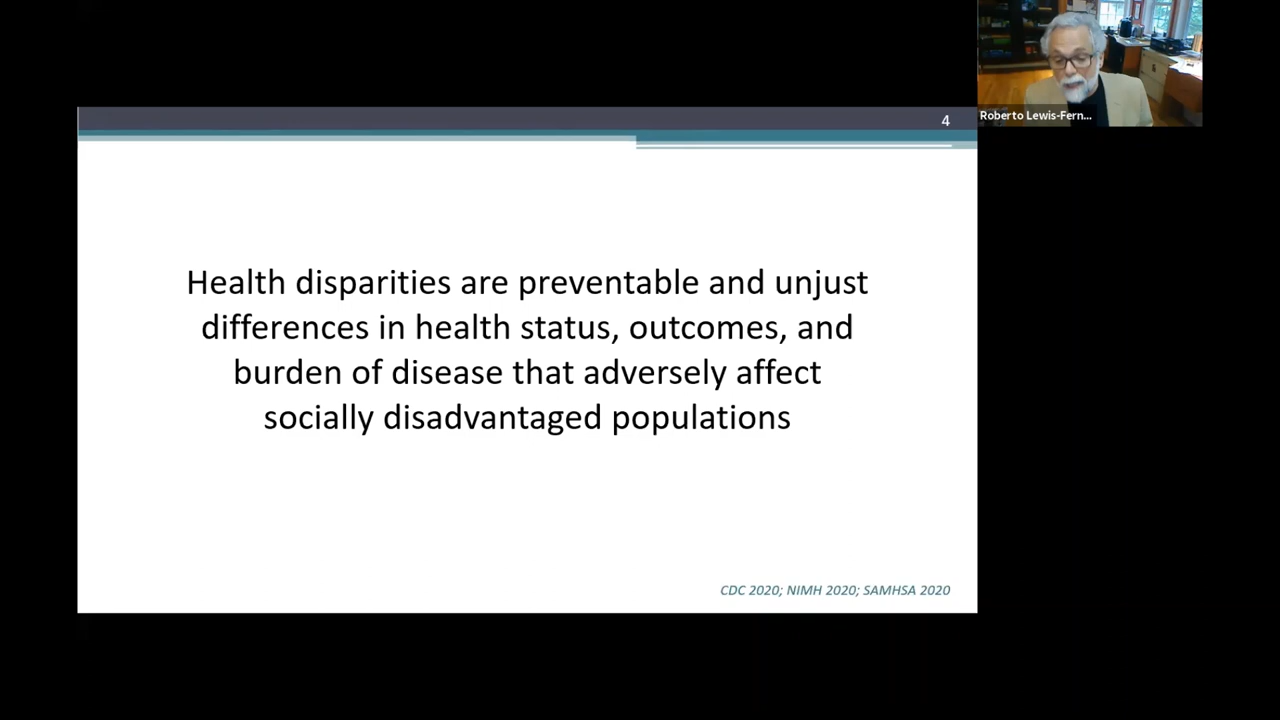 4
Roberto Lewis-Fern...
Health disparities are preventable and unjust
differences in health status, outcomes, and
burden of disease that adversely affect
socially disadvantaged populations
CDC 2020; NIMH 2020; SAMHSA 2020